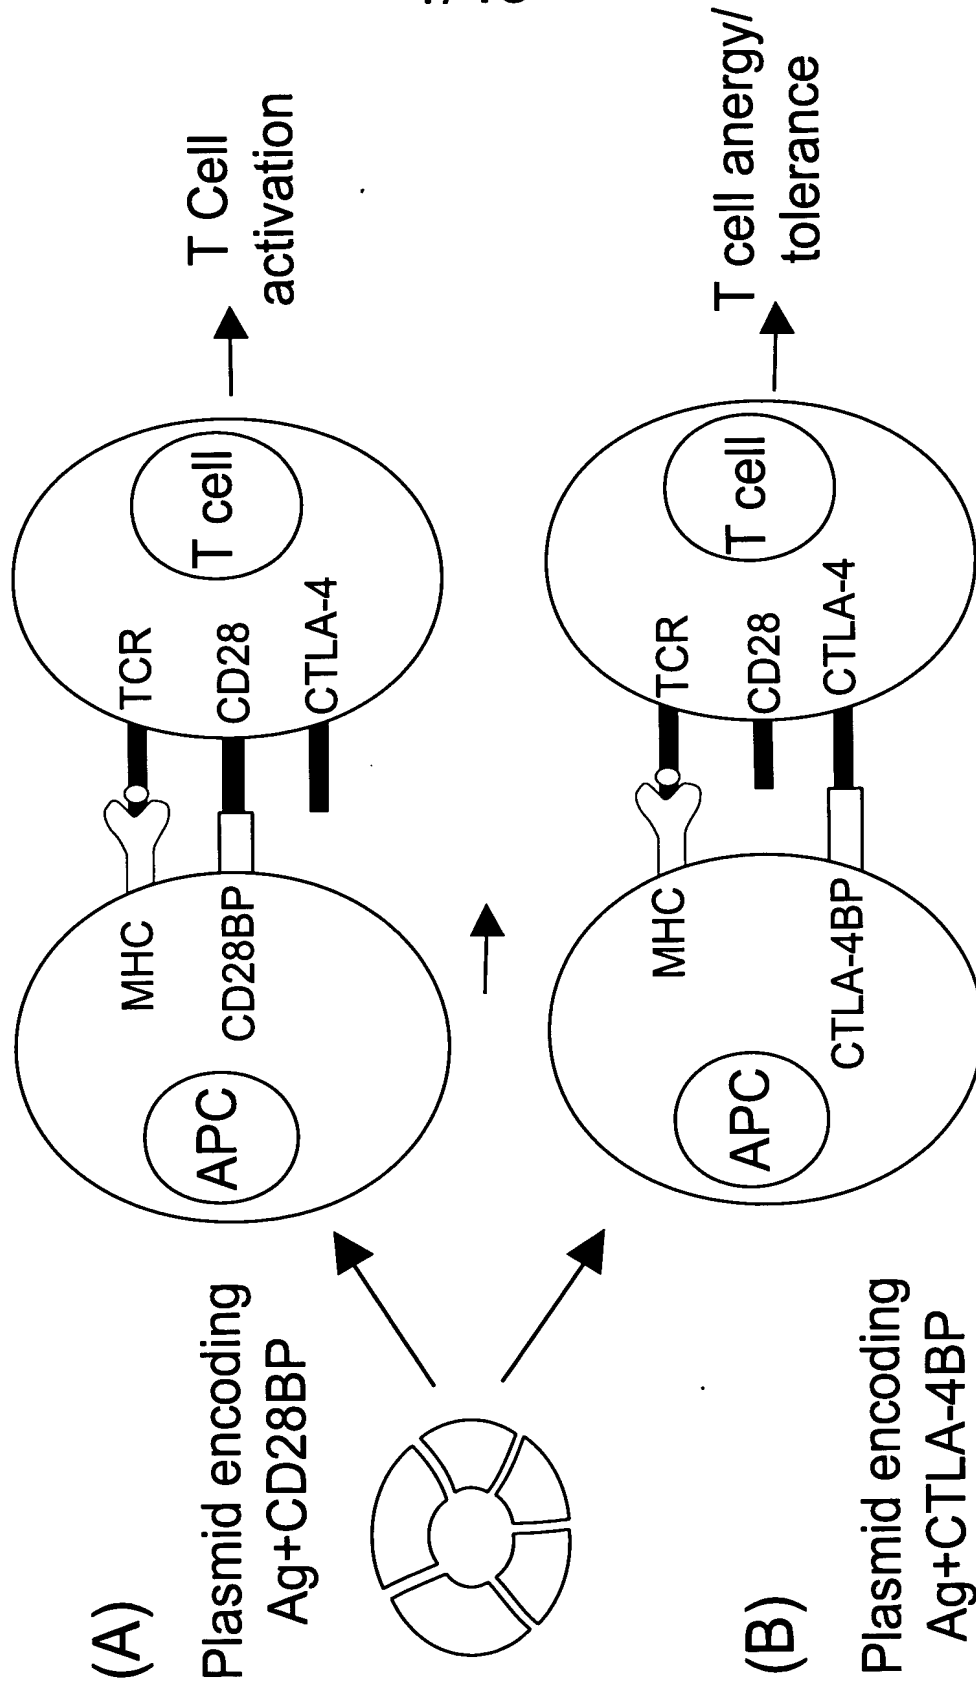 (A)
Plasmid encoding
Ag+CD28BP
APC
MHC
CD28BP
TCR
CD28
CTLA-4
T cell
T Cell
activation
(B)
Plasmid encoding
Ag+CTLA-4BP
APC
MHC
CTLA-4BP
TCR
CD28
CTLA-4
T cell
T cell anergy/
tolerance